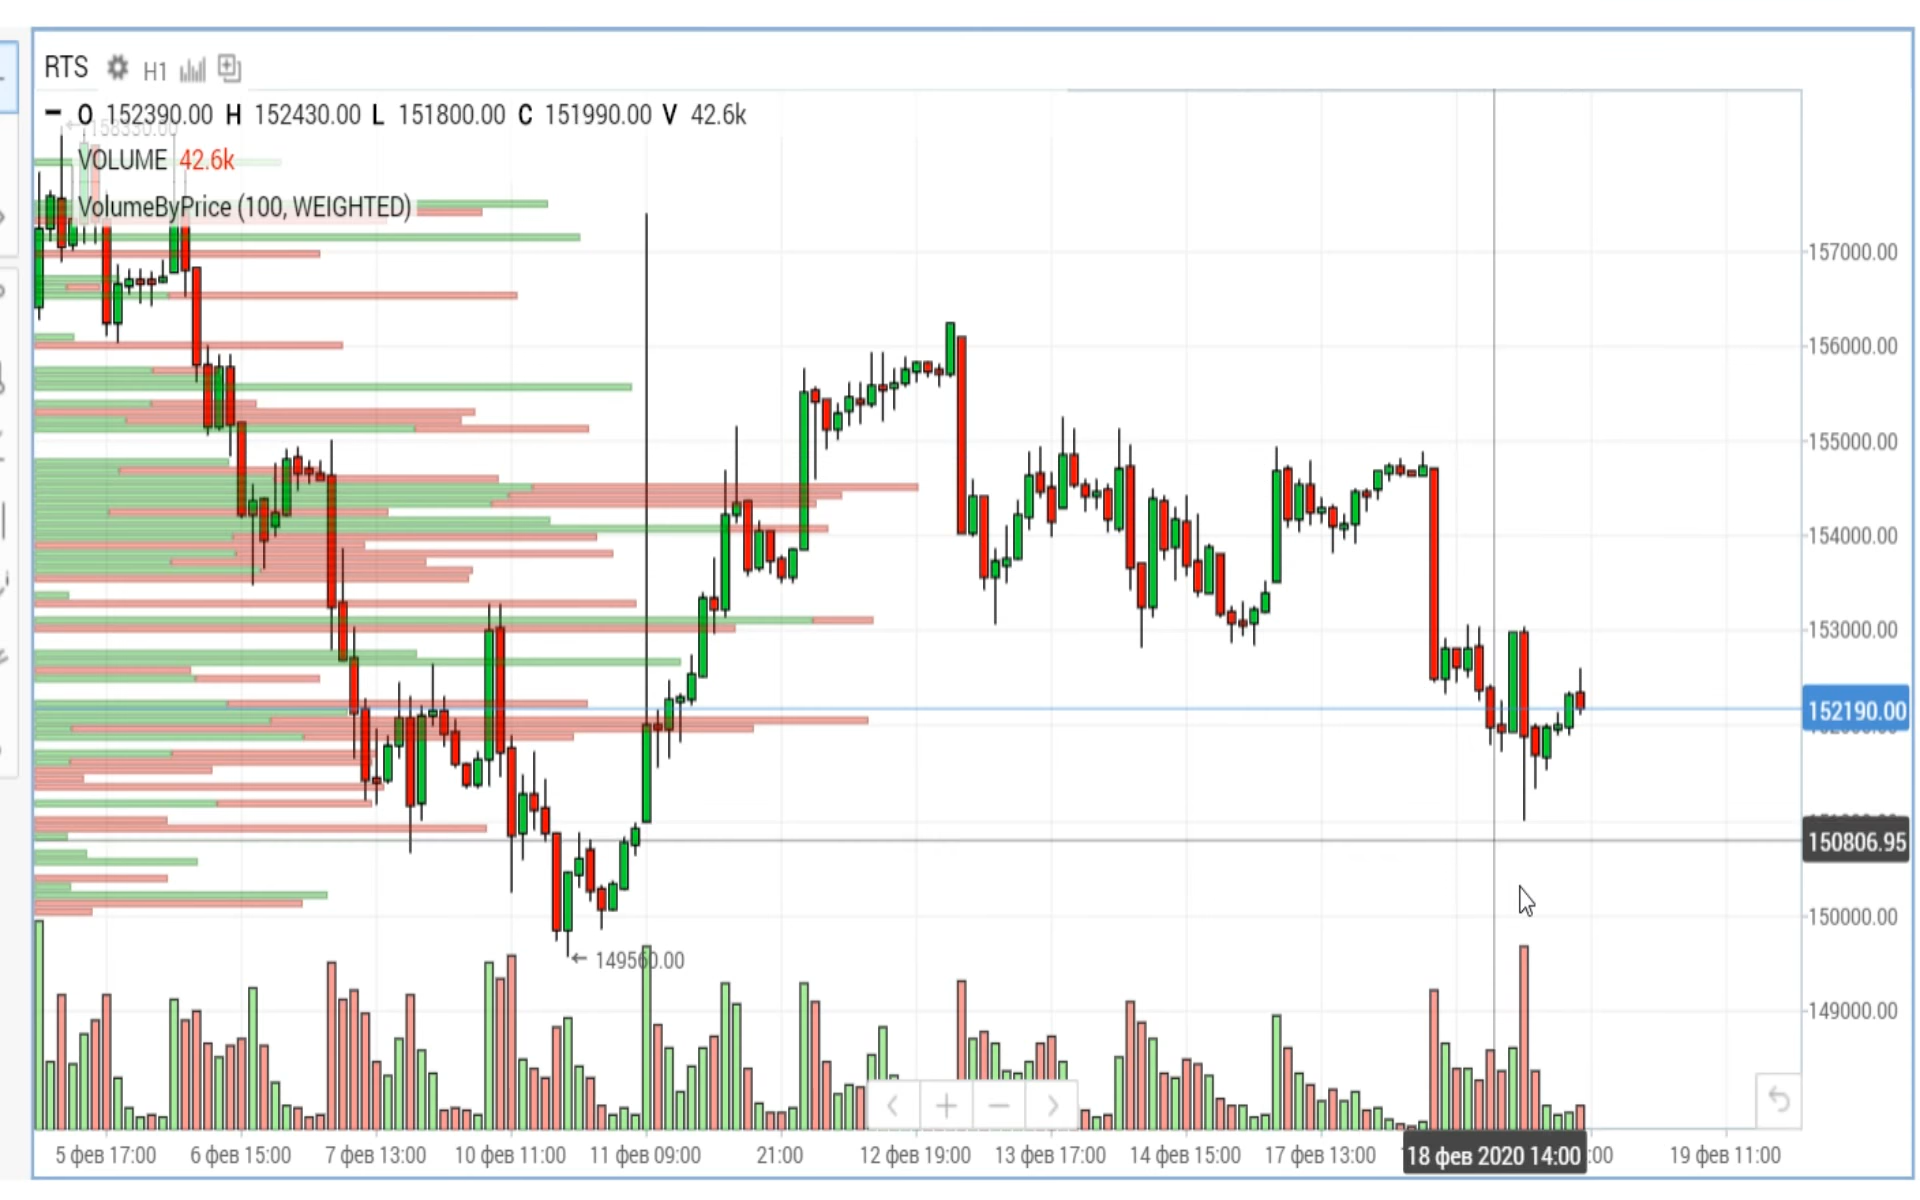 RTS H1
O 152390.00 H 152430.00 L 151800.00 C 151990.00 V 42.6k
158330.00
VOLUME 42.6k
VolumeByPrice (100, WEIGHTED)
157000.00
156000.00
155000.00
154000.00
153000.00
152190.00
150806.95
150000.00
149560.00
149000.00
5 фев 17:00 6 фев 15:00 7 фев 13:00 10 фев 11:00 11 фев 09:00 21:00 12 фев 19:00 13 фев 17:00 14 фев 15:00 17 фев 13:00 18 фев 2020 14:00 :00 19 фев 11:00